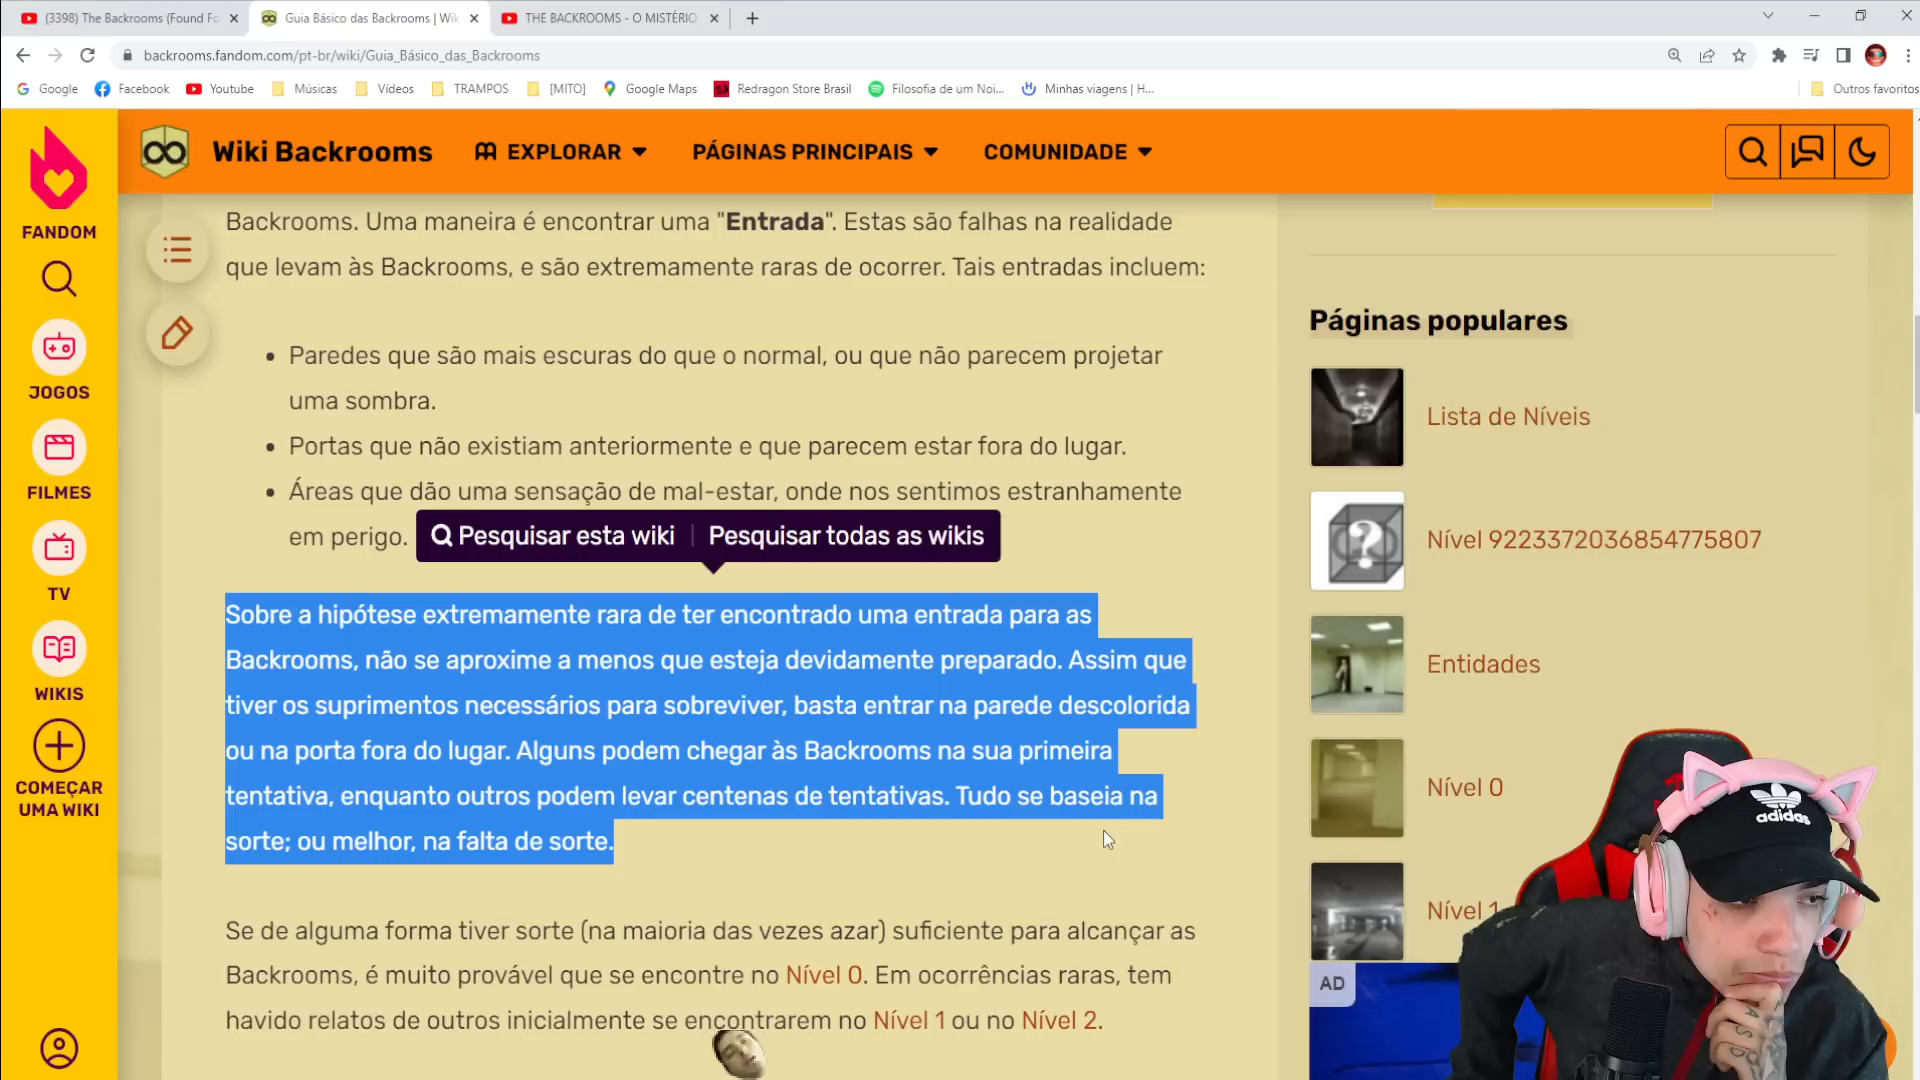 (3398) The Backrooms (Found Fo
Guia Básico das Backrooms | Wik
THE BACKROOMS - O MISTÉRIO
backrooms.fandom.com/pt-br/wiki/Guia_Básico_das_Backrooms
Google
Facebook
Youtube
Músicas
Vídeos
TRAMPOS
[MITO]
Google Maps
Redragon Store Brasil
Filosofia de um Noi...
Minhas viagens | H...
Outros favoritos
Wiki Backrooms
EXPLORAR
PÁGINAS PRINCIPAIS
COMUNIDADE
FANDOM
JOGOS
FILMES
TV
WIKIS
COMEÇAR
UMA WIKI
Backrooms. Uma maneira é encontrar uma "Entrada". Estas são falhas na realidade
que levam às Backrooms, e são extremamente raras de ocorrer. Tais entradas incluem:
• Paredes que são mais escuras do que o normal, ou que não parecem projetar
uma sombra.
• Portas que não existiam anteriormente e que parecem estar fora do lugar.
• Áreas que dão uma sensação de mal-estar, onde nos sentimos estranhamente
em perigo.
Pesquisar esta wiki
Pesquisar todas as wikis
Sobre a hipótese extremamente rara de ter encontrado uma entrada para as
Backrooms, não se aproxime a menos que esteja devidamente preparado. Assim que
tiver os suprimentos necessários para sobreviver, basta entrar na parede descolorida
ou na porta fora do lugar. Alguns podem chegar às Backrooms na sua primeira
tentativa, enquanto outros podem levar centenas de tentativas. Tudo se baseia na
sorte; ou melhor, na falta de sorte.
Se de alguma forma tiver sorte (na maioria das vezes azar) suficiente para alcançar as
Backrooms, é muito provável que se encontre no Nível 0. Em ocorrências raras, tem
havido relatos de outros inicialmente se encontrarem no Nível 1 ou no Nível 2.
Páginas populares
Lista de Níveis
Nível 9223372036854775807
Entidades
Nível 0
Nível 1
AD
adidas